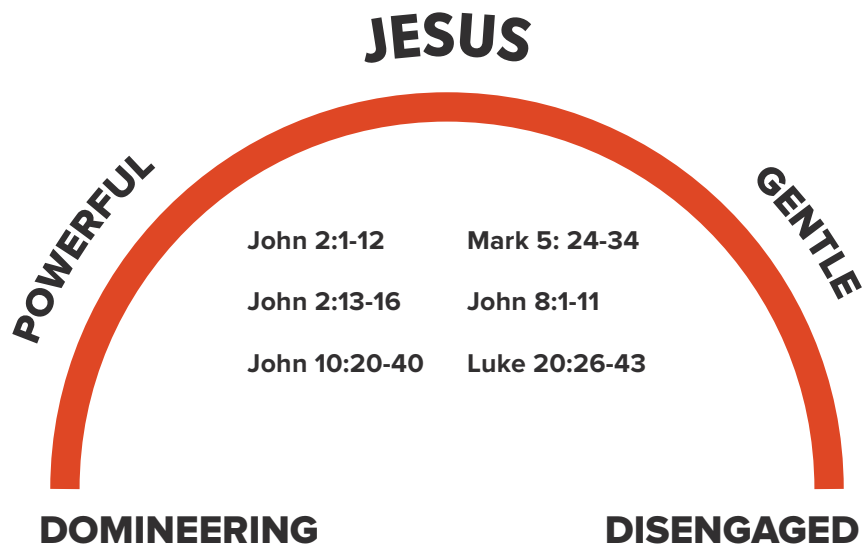 JESUS
POWERFUL
GENTLE
John 2:1-12
Mark 5: 24-34
John 2:13-16
John 8:1-11
John 10:20-40
Luke 20:26-43
DOMINEERING
DISENGAGED